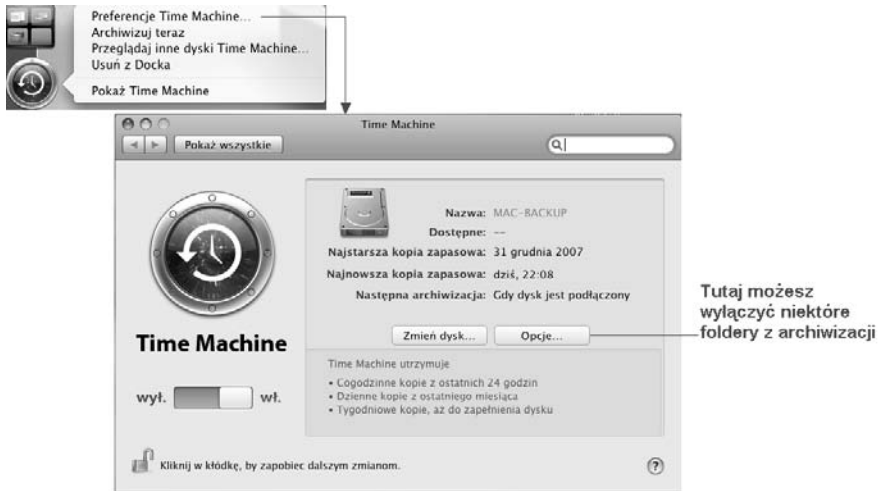 Preferencje Time Machine...
Archiwizuj teraz
Przeglądaj inne dyski Time Machine...
Usuń z Docka
Pokaż Time Machine
Time Machine
Pokaż wszystkie
Nazwa: MAC-BACKUP
Dostępne: --
Najstarsza kopia zapasowa: 31 grudnia 2007
Najnowsza kopia zapasowa: dziś, 22:08
Następna archiwizacja: Gdy dysk jest podłączony
Zmień dysk... Opcje...
Tutaj możesz
wyłączyć niektóre
foldery z archiwizacji
Time Machine
wył. wł.
Time Machine utrzymuje
• Cogodzinne kopie z ostatnich 24 godzin
• Dzienne kopie z ostatniego miesiąca
• Tygodniowe kopie, aż do zapełnienia dysku
Kliknij w kłódkę, by zapobiec dalszym zmianom.
?